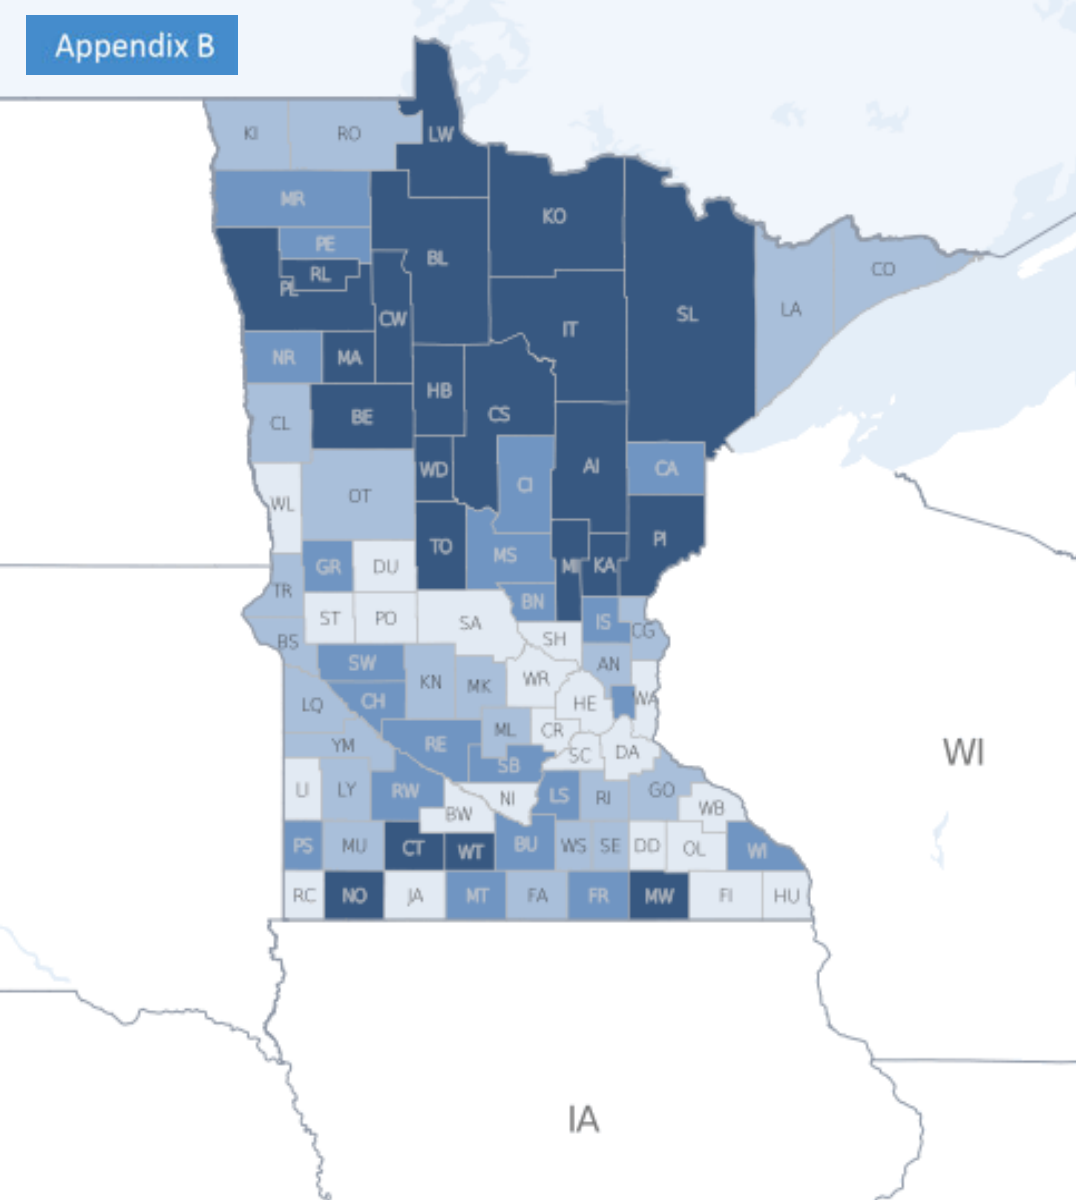 Appendix B
KI RO LW
MR KO
PE BL CO
RL
PL CW LA
IT SL
NR MA
HB
CL BE CS
WD AI CA
OT CI
WL
TO MS PI
GR DU MI KA
TR BN
ST PO SA IS CG
BS SH
SW AN
KN MK WR
CH HE WA
LQ
YM RE ML CR
SB SC DA WI
LY RW NI LS RI GO
BW WB
PS MU CT WT BU WS SE DD OL WI
RC NO JA MT FA FR MW FI HU
IA